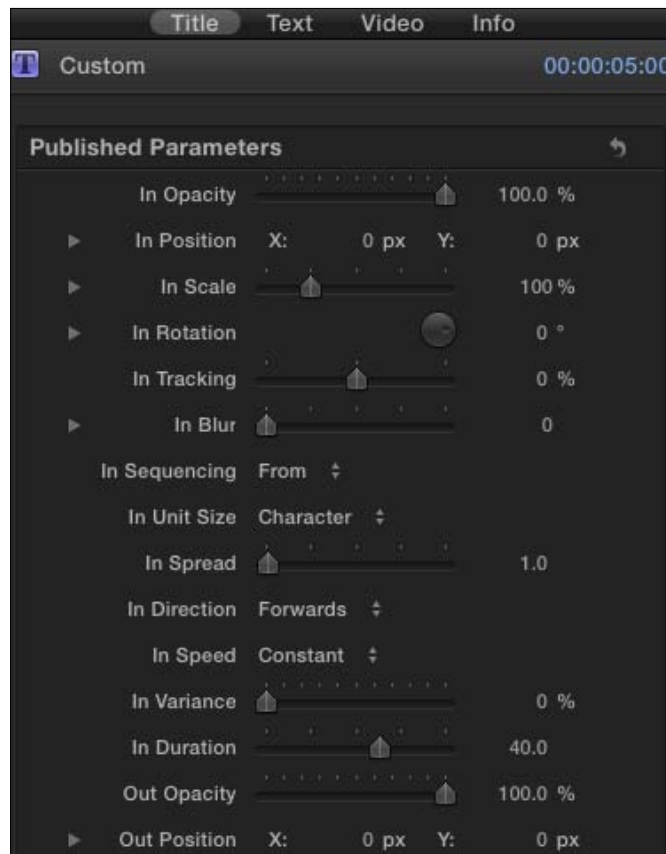 Title Text Video Info
T Custom 00:00:05:00
Published Parameters
In Opacity 100.0 %
In Position X: 0 px Y: 0 px
In Scale 100 %
In Rotation 0 °
In Tracking 0 %
In Blur 0
In Sequencing From
In Unit Size Character
In Spread 1.0
In Direction Forwards
In Speed Constant
In Variance 0 %
In Duration 40.0
Out Opacity 100.0 %
Out Position X: 0 px Y: 0 px